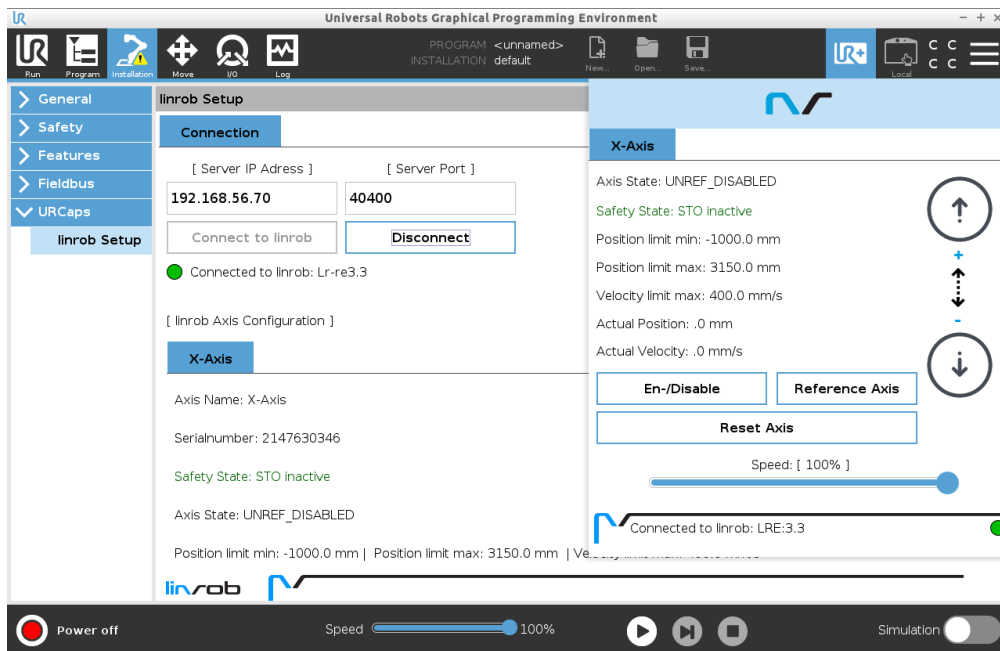 UR
Universal Robots Graphical Programming Environment
UR
PROGRAM <unnamed>
INSTALLATION default
UR+
C C
C C
Run
Program
Installation
Move
I/O
Log
New...
Open...
Save...
Local
General
Safety
Features
Fieldbus
URCaps
linrob Setup
linrob Setup
Connection
[ Server IP Adress ]
[ Server Port ]
192.168.56.70
40400
Connect to linrob
Disconnect
Connected to linrob: Lr-re3.3
[ linrob Axis Configuration ]
X-Axis
Axis Name: X-Axis
Serialnumber: 2147630346
Safety State: STO inactive
Axis State: UNREF_DISABLED
Position limit min: -1000.0 mm | Position limit max: 3150.0 mm |
linrob
X-Axis
Axis State: UNREF_DISABLED
Safety State: STO inactive
Position limit min: -1000.0 mm
Position limit max: 3150.0 mm
Velocity limit max: 400.0 mm/s
Actual Position: .0 mm
Actual Velocity: .0 mm/s
+
-
En-/Disable
Reference Axis
Reset Axis
Speed: [ 100% ]
Connected to linrob: LRE:3.3
Power off
Speed
100%
Simulation